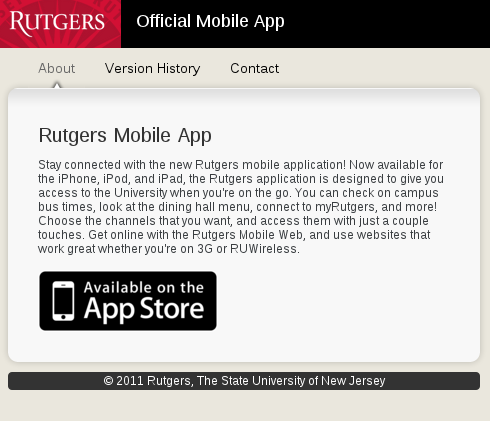 RUTGERS
Official Mobile App
About Version History Contact
Rutgers Mobile App
Stay connected with the new Rutgers mobile application! Now available for
the iPhone, iPod, and iPad, the Rutgers application is designed to give you
access to the University when you're on the go. You can check on campus
bus times, look at the dining hall menu, connect to myRutgers, and more!
Choose the channels that you want, and access them with just a couple
touches. Get online with the Rutgers Mobile Web, and use websites that
work great whether you're on 3G or RUWireless.
Available on the
App Store
© 2011 Rutgers, The State University of New Jersey